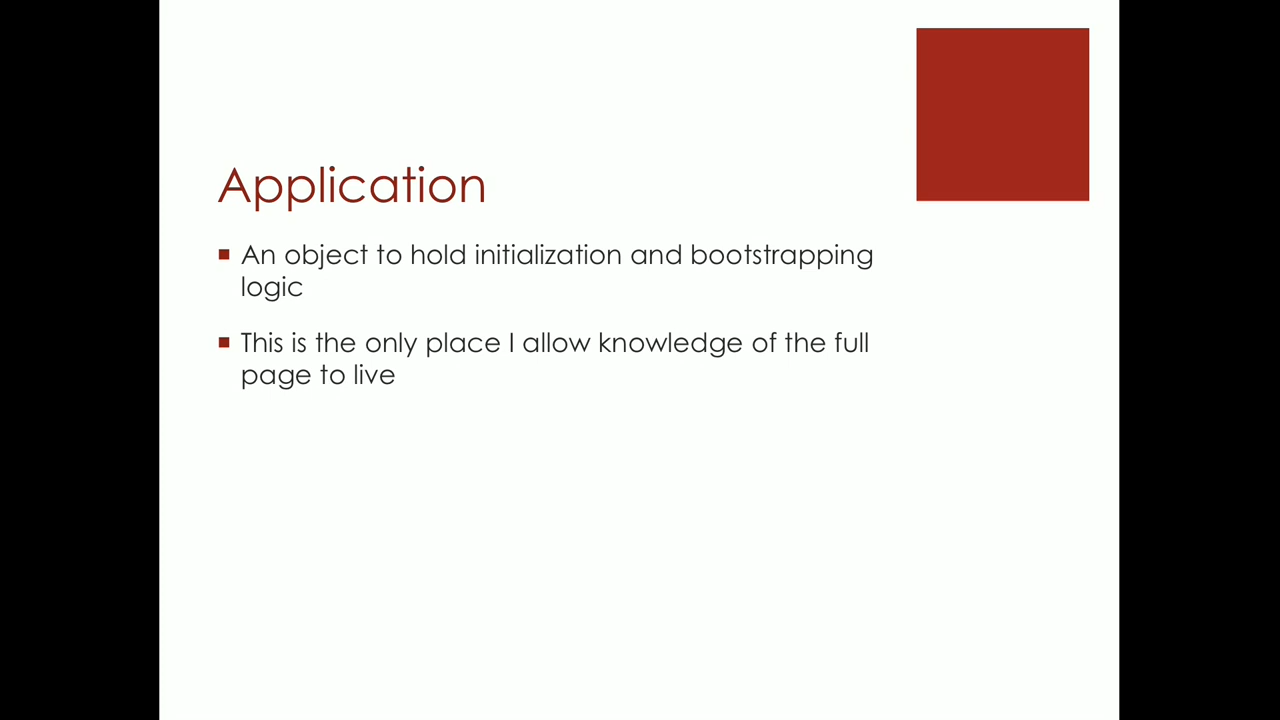 Application
An object to hold initialization and bootstrapping
logic
This is the only place I allow knowledge of the full
page to live